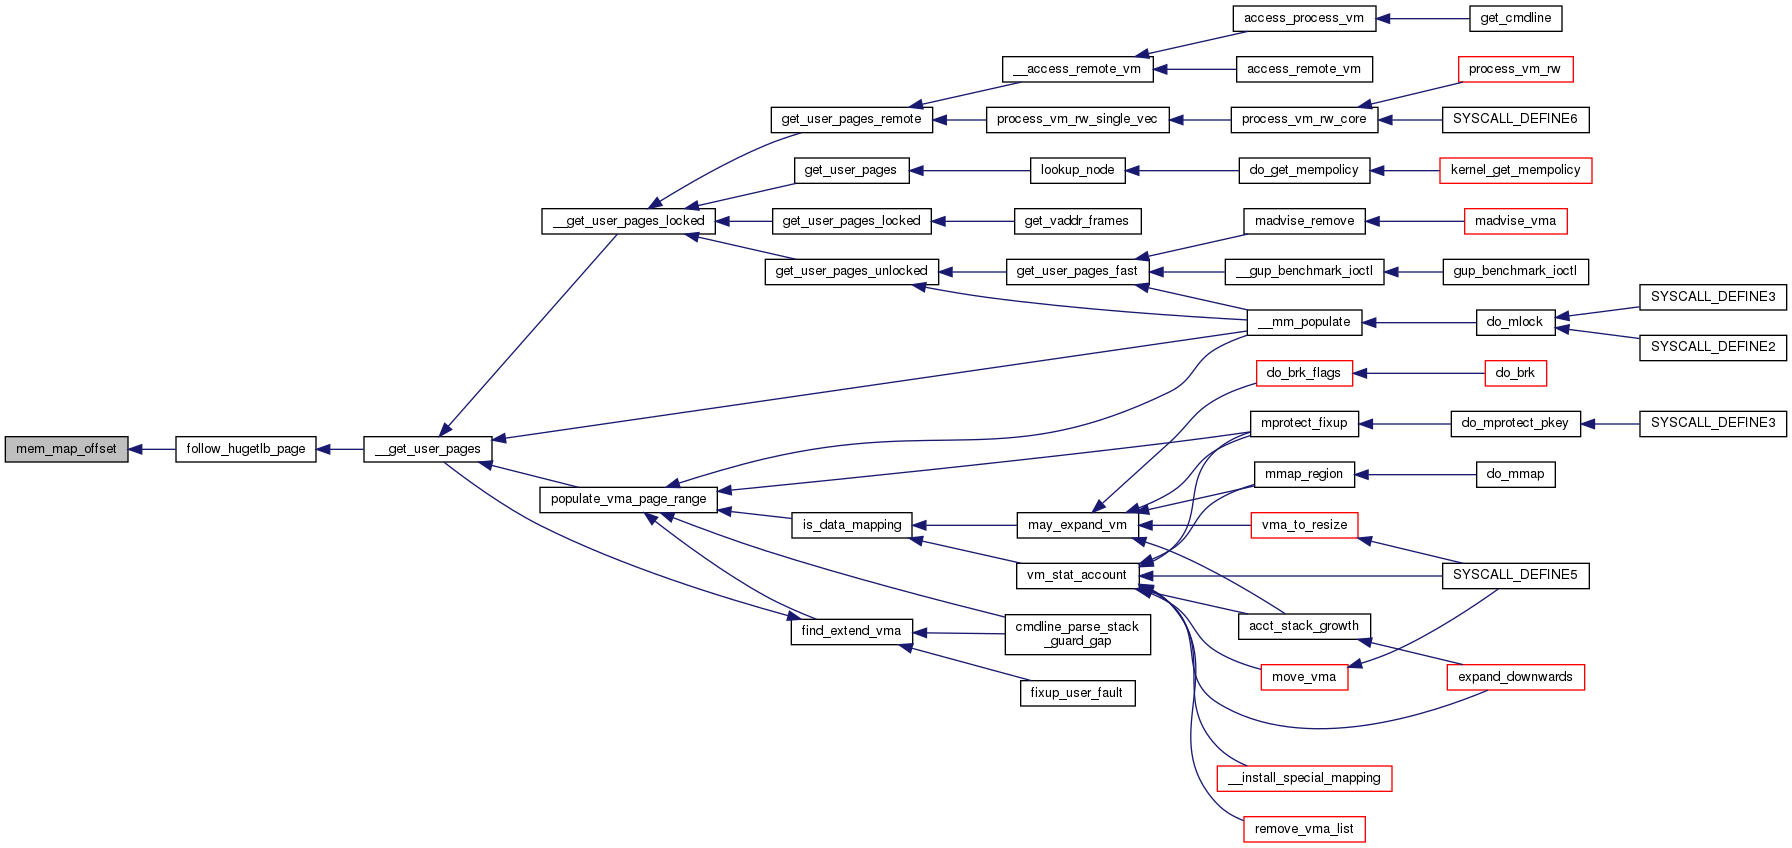 access_process_vm
get_cmdline
__access_remote_vm
access_remote_vm
process_vm_rw
get_user_pages_remote
process_vm_rw_single_vec
process_vm_rw_core
SYSCALL_DEFINE6
get_user_pages
lookup_node
do_get_mempolicy
kernel_get_mempolicy
__get_user_pages_locked
get_user_pages_locked
get_vaddr_frames
madvise_remove
madvise_vma
get_user_pages_unlocked
get_user_pages_fast
__gup_benchmark_ioctl
gup_benchmark_ioctl
SYSCALL_DEFINE3
__mm_populate
do_mlock
SYSCALL_DEFINE2
do_brk_flags
do_brk
mprotect_fixup
do_mprotect_pkey
SYSCALL_DEFINE3
mem_map_offset
follow_hugetlb_page
__get_user_pages
mmap_region
do_mmap
populate_vma_page_range
is_data_mapping
may_expand_vm
vma_to_resize
vm_stat_account
SYSCALL_DEFINE5
find_extend_vma
cmdline_parse_stack
_guard_gap
acct_stack_growth
move_vma
expand_downwards
fixup_user_fault
__install_special_mapping
remove_vma_list